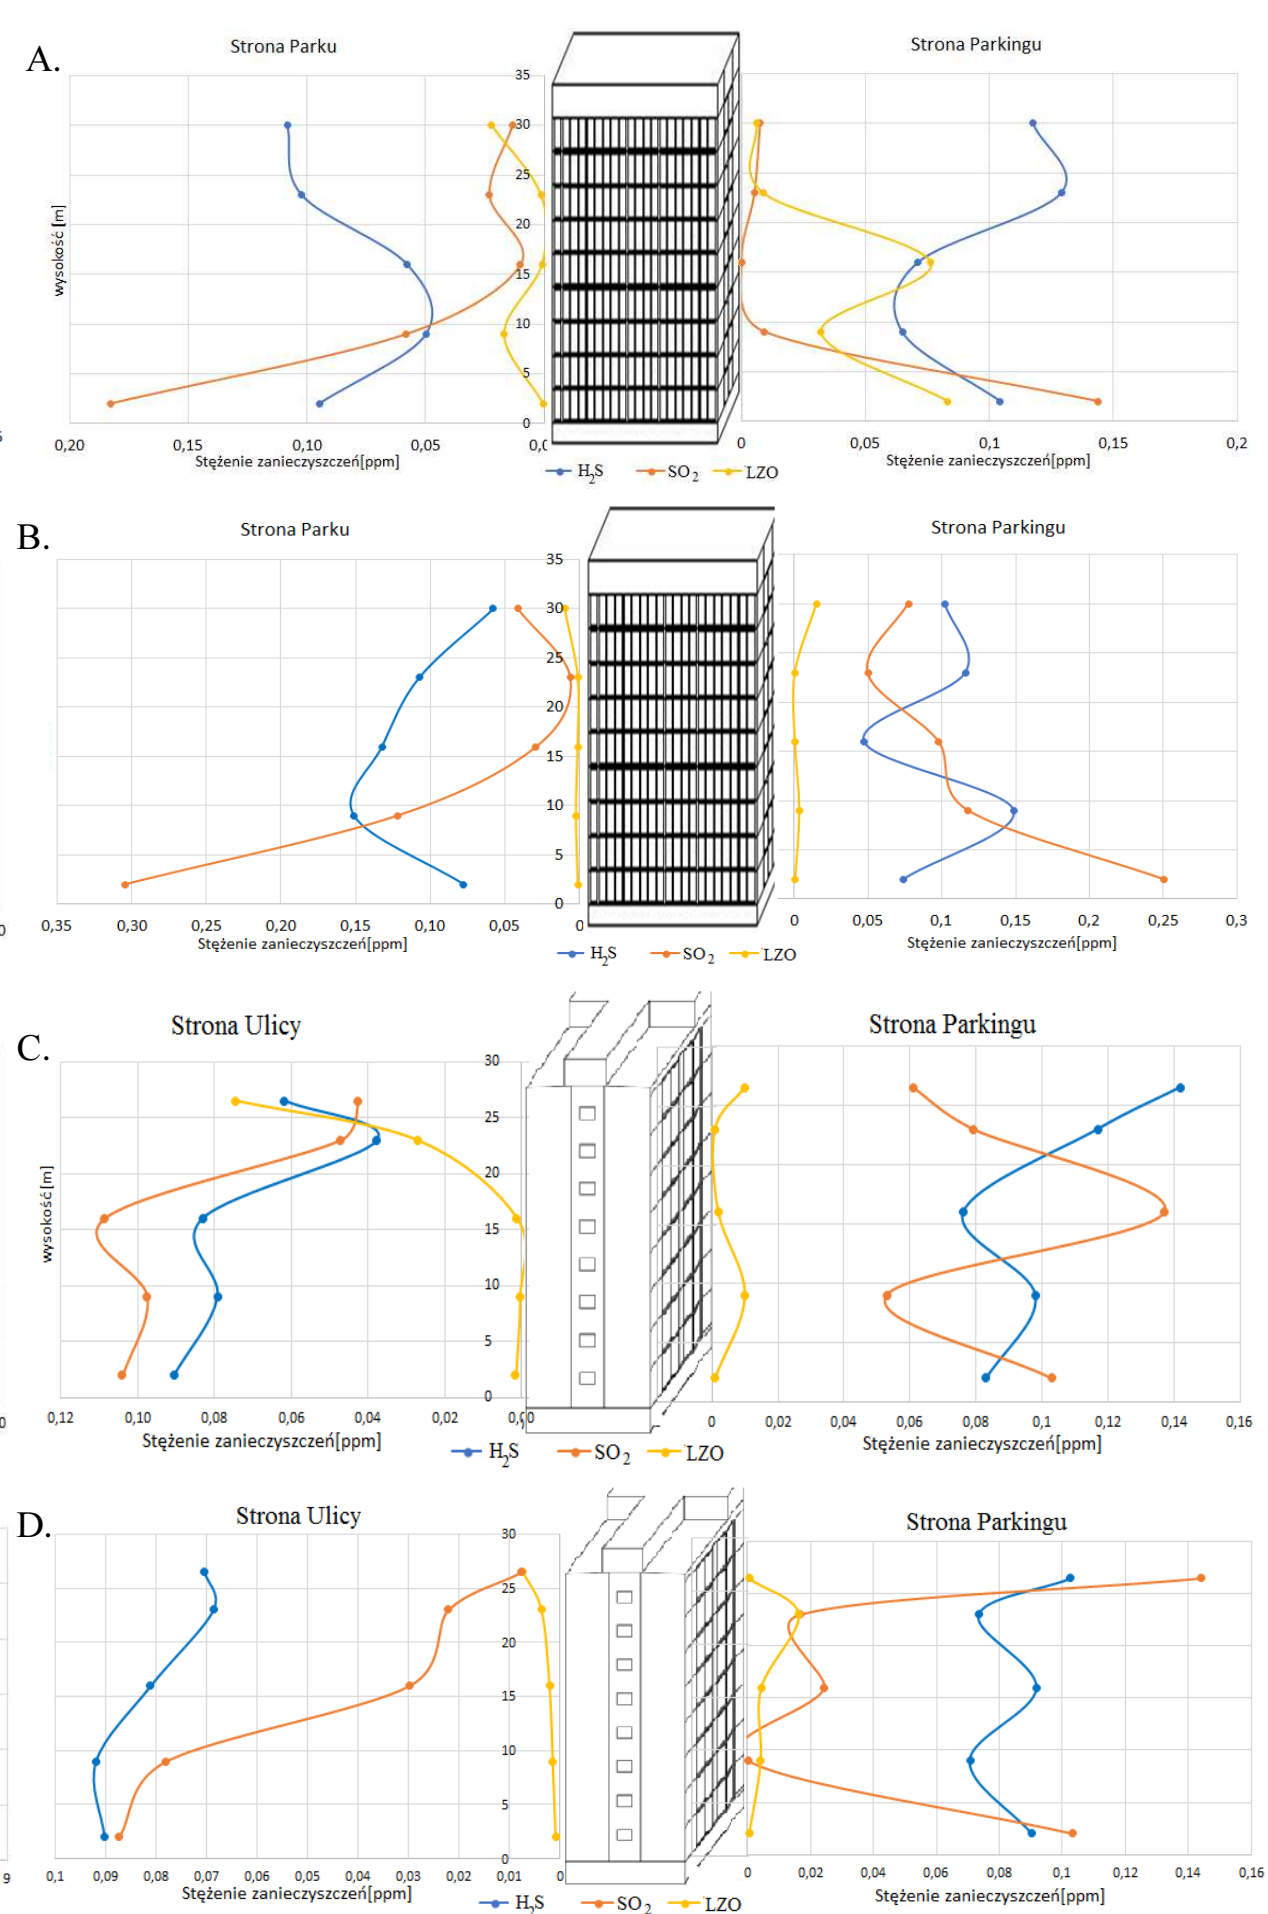 A.
Strona Parku
Strona Parkingu
wysokość [m]
35
30
25
20
15
10
5
0
0,20 0,15 0,10 0,05 0,0
0 0,05 0,1 0,15 0,2
Stężenie zanieczyszczeń[ppm]
Stężenie zanieczyszczeń[ppm]
H2S SO2 LZO
B.
Strona Parku
Strona Parkingu
35
30
25
20
15
10
5
0
0,35 0,30 0,25 0,20 0,15 0,10 0,05 0
0 0,05 0,1 0,15 0,2 0,25 0,3
Stężenie zanieczyszczeń[ppm]
Stężenie zanieczyszczeń[ppm]
H2S SO2 LZO
C.
Strona Ulicy
Strona Parkingu
wysokość [m]
30
25
20
15
10
5
0
0,12 0,10 0,08 0,06 0,04 0,02 0,00
0 0,02 0,04 0,06 0,08 0,1 0,12 0,14 0,16
Stężenie zanieczyszczeń[ppm]
Stężenie zanieczyszczeń[ppm]
H2S SO2 LZO
D.
Strona Ulicy
Strona Parkingu
30
25
20
15
10
5
0
0,1 0,09 0,08 0,07 0,06 0,05 0,04 0,03 0,02 0,01 0
0 0,02 0,04 0,06 0,08 0,1 0,12 0,14 0,16
Stężenie zanieczyszczeń[ppm]
Stężenie zanieczyszczeń[ppm]
H2S SO2 LZO